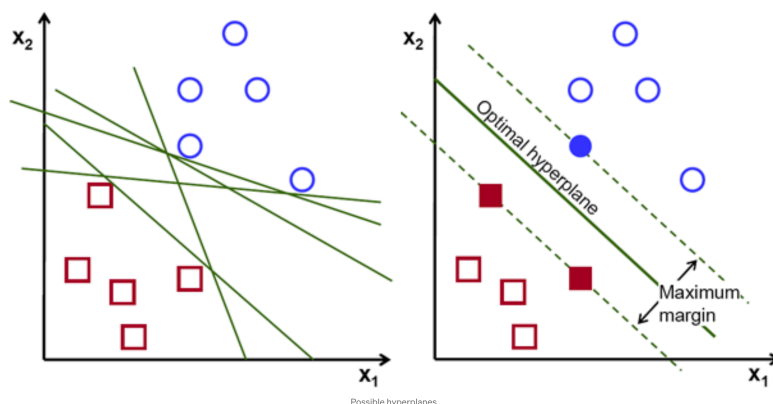 x2
x1
x2
Optimal hyperplane
Maximum
margin
x1
Possible hyperplanes